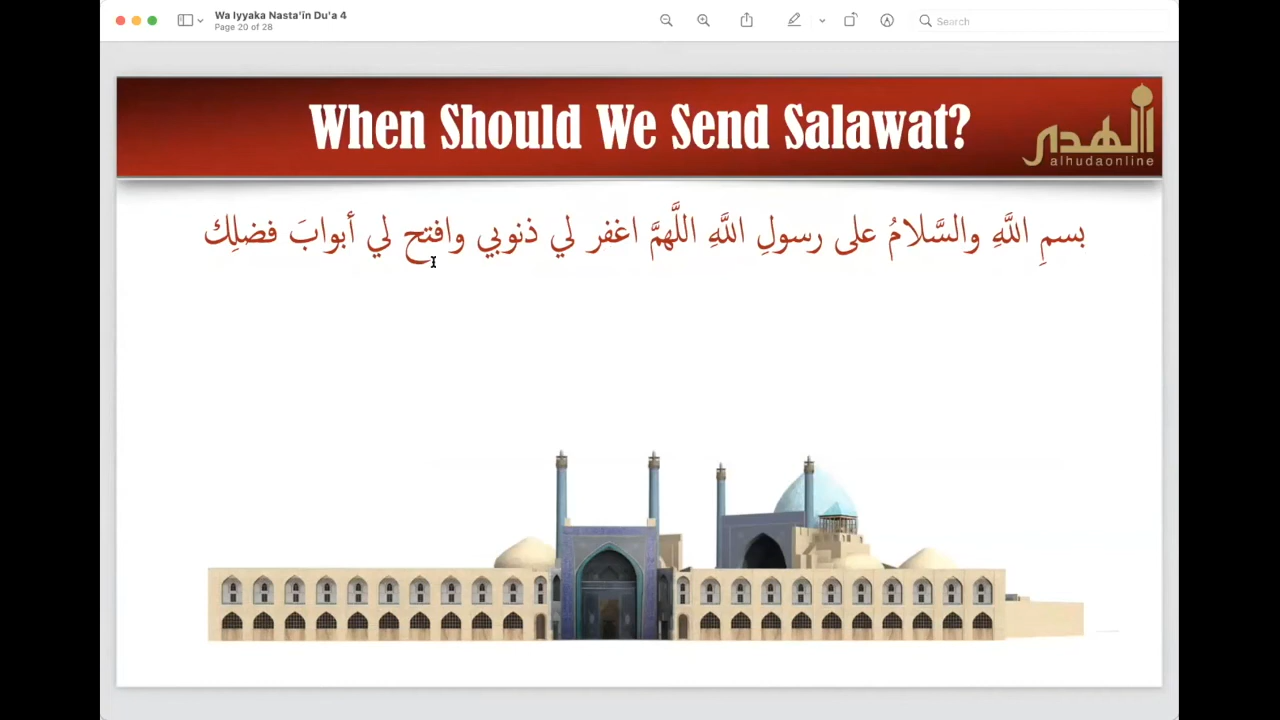 Wa Iyyaka Nasta'īn Du'a 4
Page 20 of 28
Search
When Should We Send Salawat?
الهدى
alhudaonline
بسمِ اللَّهِ والسَّلامُ على رسولِ اللَّهِ اللَّهمَّ اغفر لي ذنوبي وافتح لي أبوابَ فضلِك